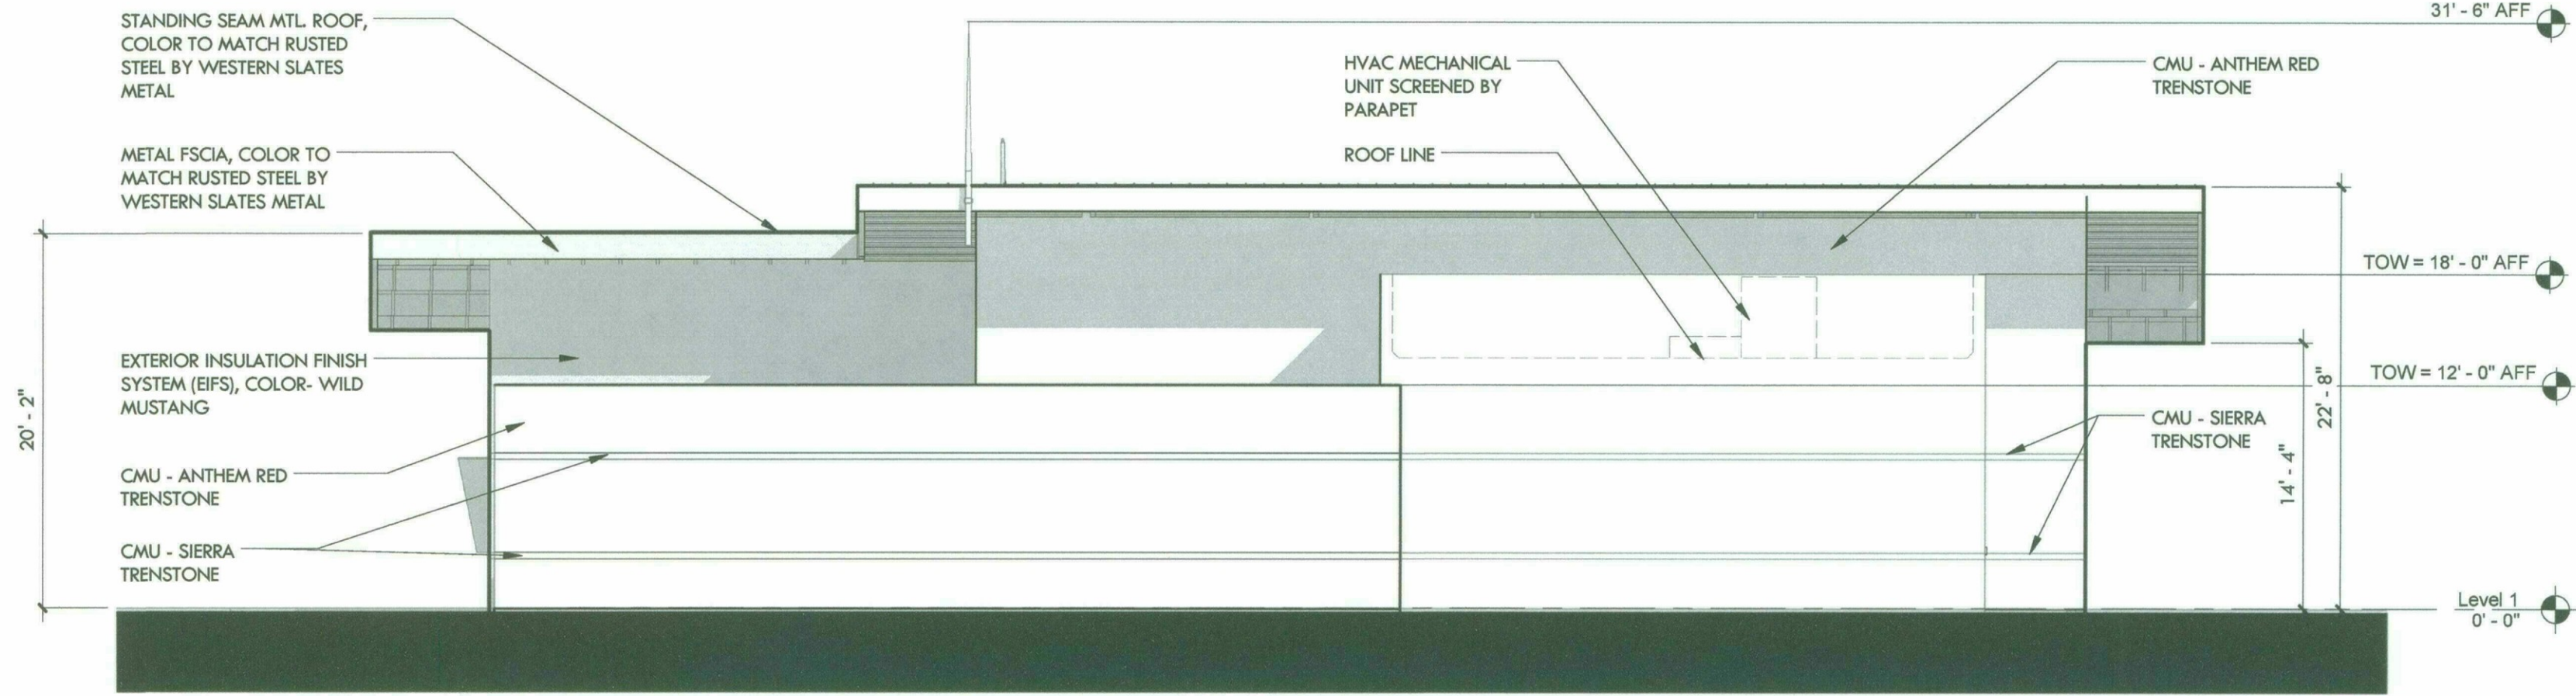 STANDING SEAM MTL. ROOF,
COLOR TO MATCH RUSTED
STEEL BY WESTERN SLATES
METAL
METAL FSCIA, COLOR TO
MATCH RUSTED STEEL BY
WESTERN SLATES METAL
EXTERIOR INSULATION FINISH
SYSTEM (EIFS), COLOR- WILD
MUSTANG
CMU - ANTHEM RED
TRENSTONE
CMU - SIERRA
TRENSTONE
20' - 2"
HVAC MECHANICAL
UNIT SCREENED BY
PARAPET
ROOF LINE
CMU - ANTHEM RED
TRENSTONE
CMU - SIERRA
TRENSTONE
14' - 4"
22' - 8"
31' - 6" AFF
TOW = 18' - 0" AFF
TOW = 12' - 0" AFF
Level 1
0' - 0"